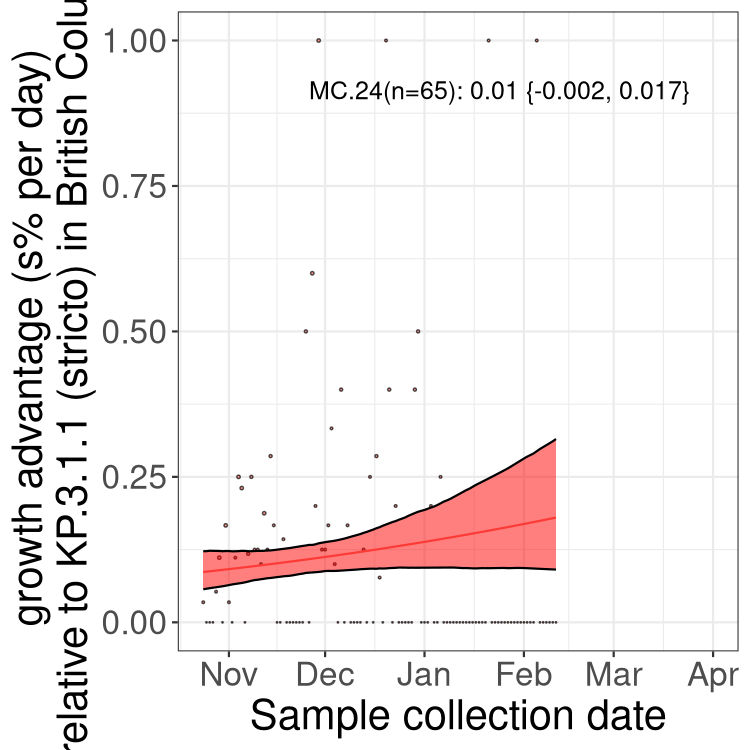 growth advantage (s% per day)
relative to KP.3.1.1 (stricto) in British Colu
1.00
0.75
0.50
0.25
0.00
MC.24(n=65): 0.01 {-0.002, 0.017}
Nov Dec Jan Feb Mar Apr
Sample collection date